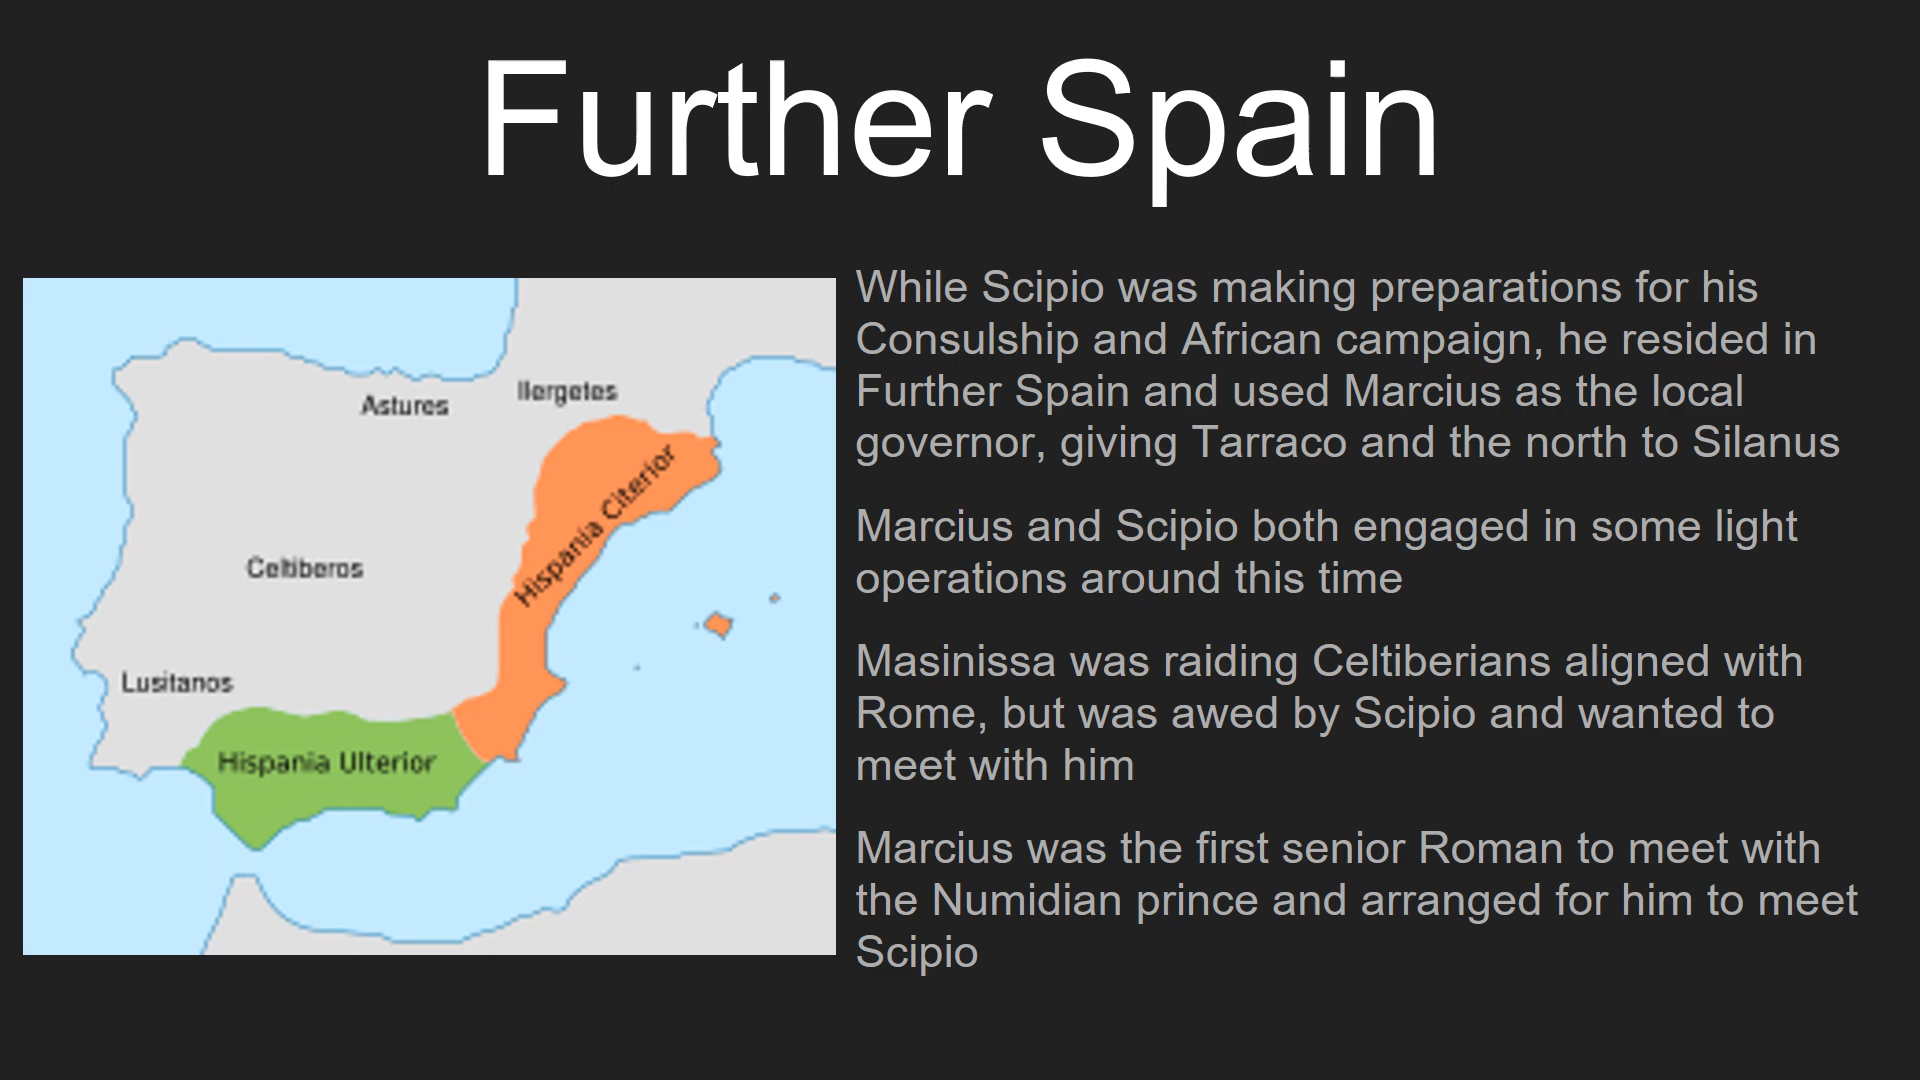 Further Spain
While Scipio was making preparations for his
Consulship and African campaign, he resided in
Further Spain and used Marcius as the local
governor, giving Tarraco and the north to Silanus
Marcius and Scipio both engaged in some light
operations around this time
Masinissa was raiding Celtiberians aligned with
Rome, but was awed by Scipio and wanted to
meet with him
Marcius was the first senior Roman to meet with
the Numidian prince and arranged for him to meet
Scipio
Ilergetes
Astures
Hispania Citerior
Celtiberos
Lusitanos
Hispania Ulterior